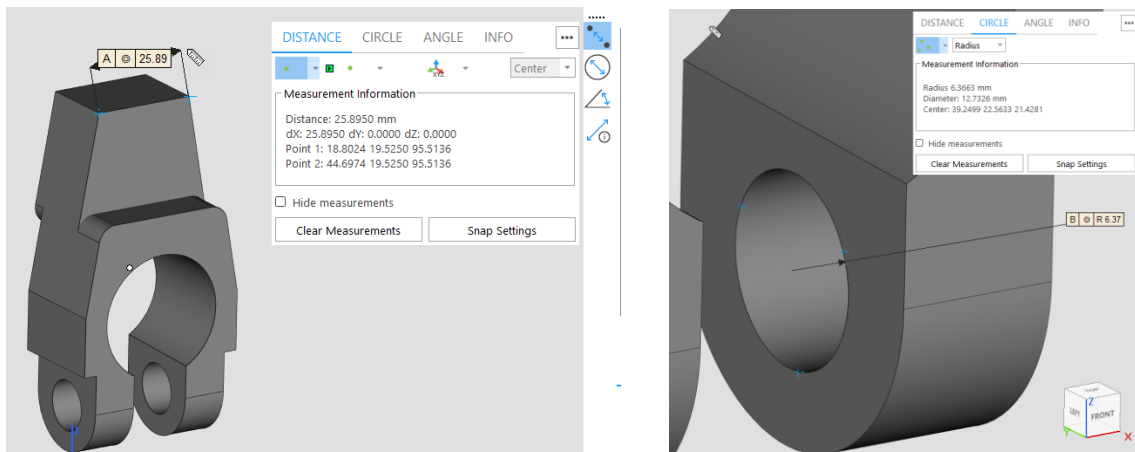 A ◎ 25.89
DISTANCE CIRCLE ANGLE INFO •••
XYZ
Center
Measurement Information
Distance: 25.8950 mm
dX: 25.8950 dY: 0.0000 dZ: 0.0000
Point 1: 18.8024 19.5250 95.5136
Point 2: 44.6974 19.5250 95.5136
Hide measurements
Clear Measurements Snap Settings
Z
DISTANCE CIRCLE ANGLE INFO •••
Radius
Measurement Information
Radius 6.3663 mm
Diameter: 12.7326 mm
Center: 39.2499 22.5633 21.4281
Hide measurements
Clear Measurements Snap Settings
B ◎ R 6.37
TOP
Z
LEFT FRONT
Y X